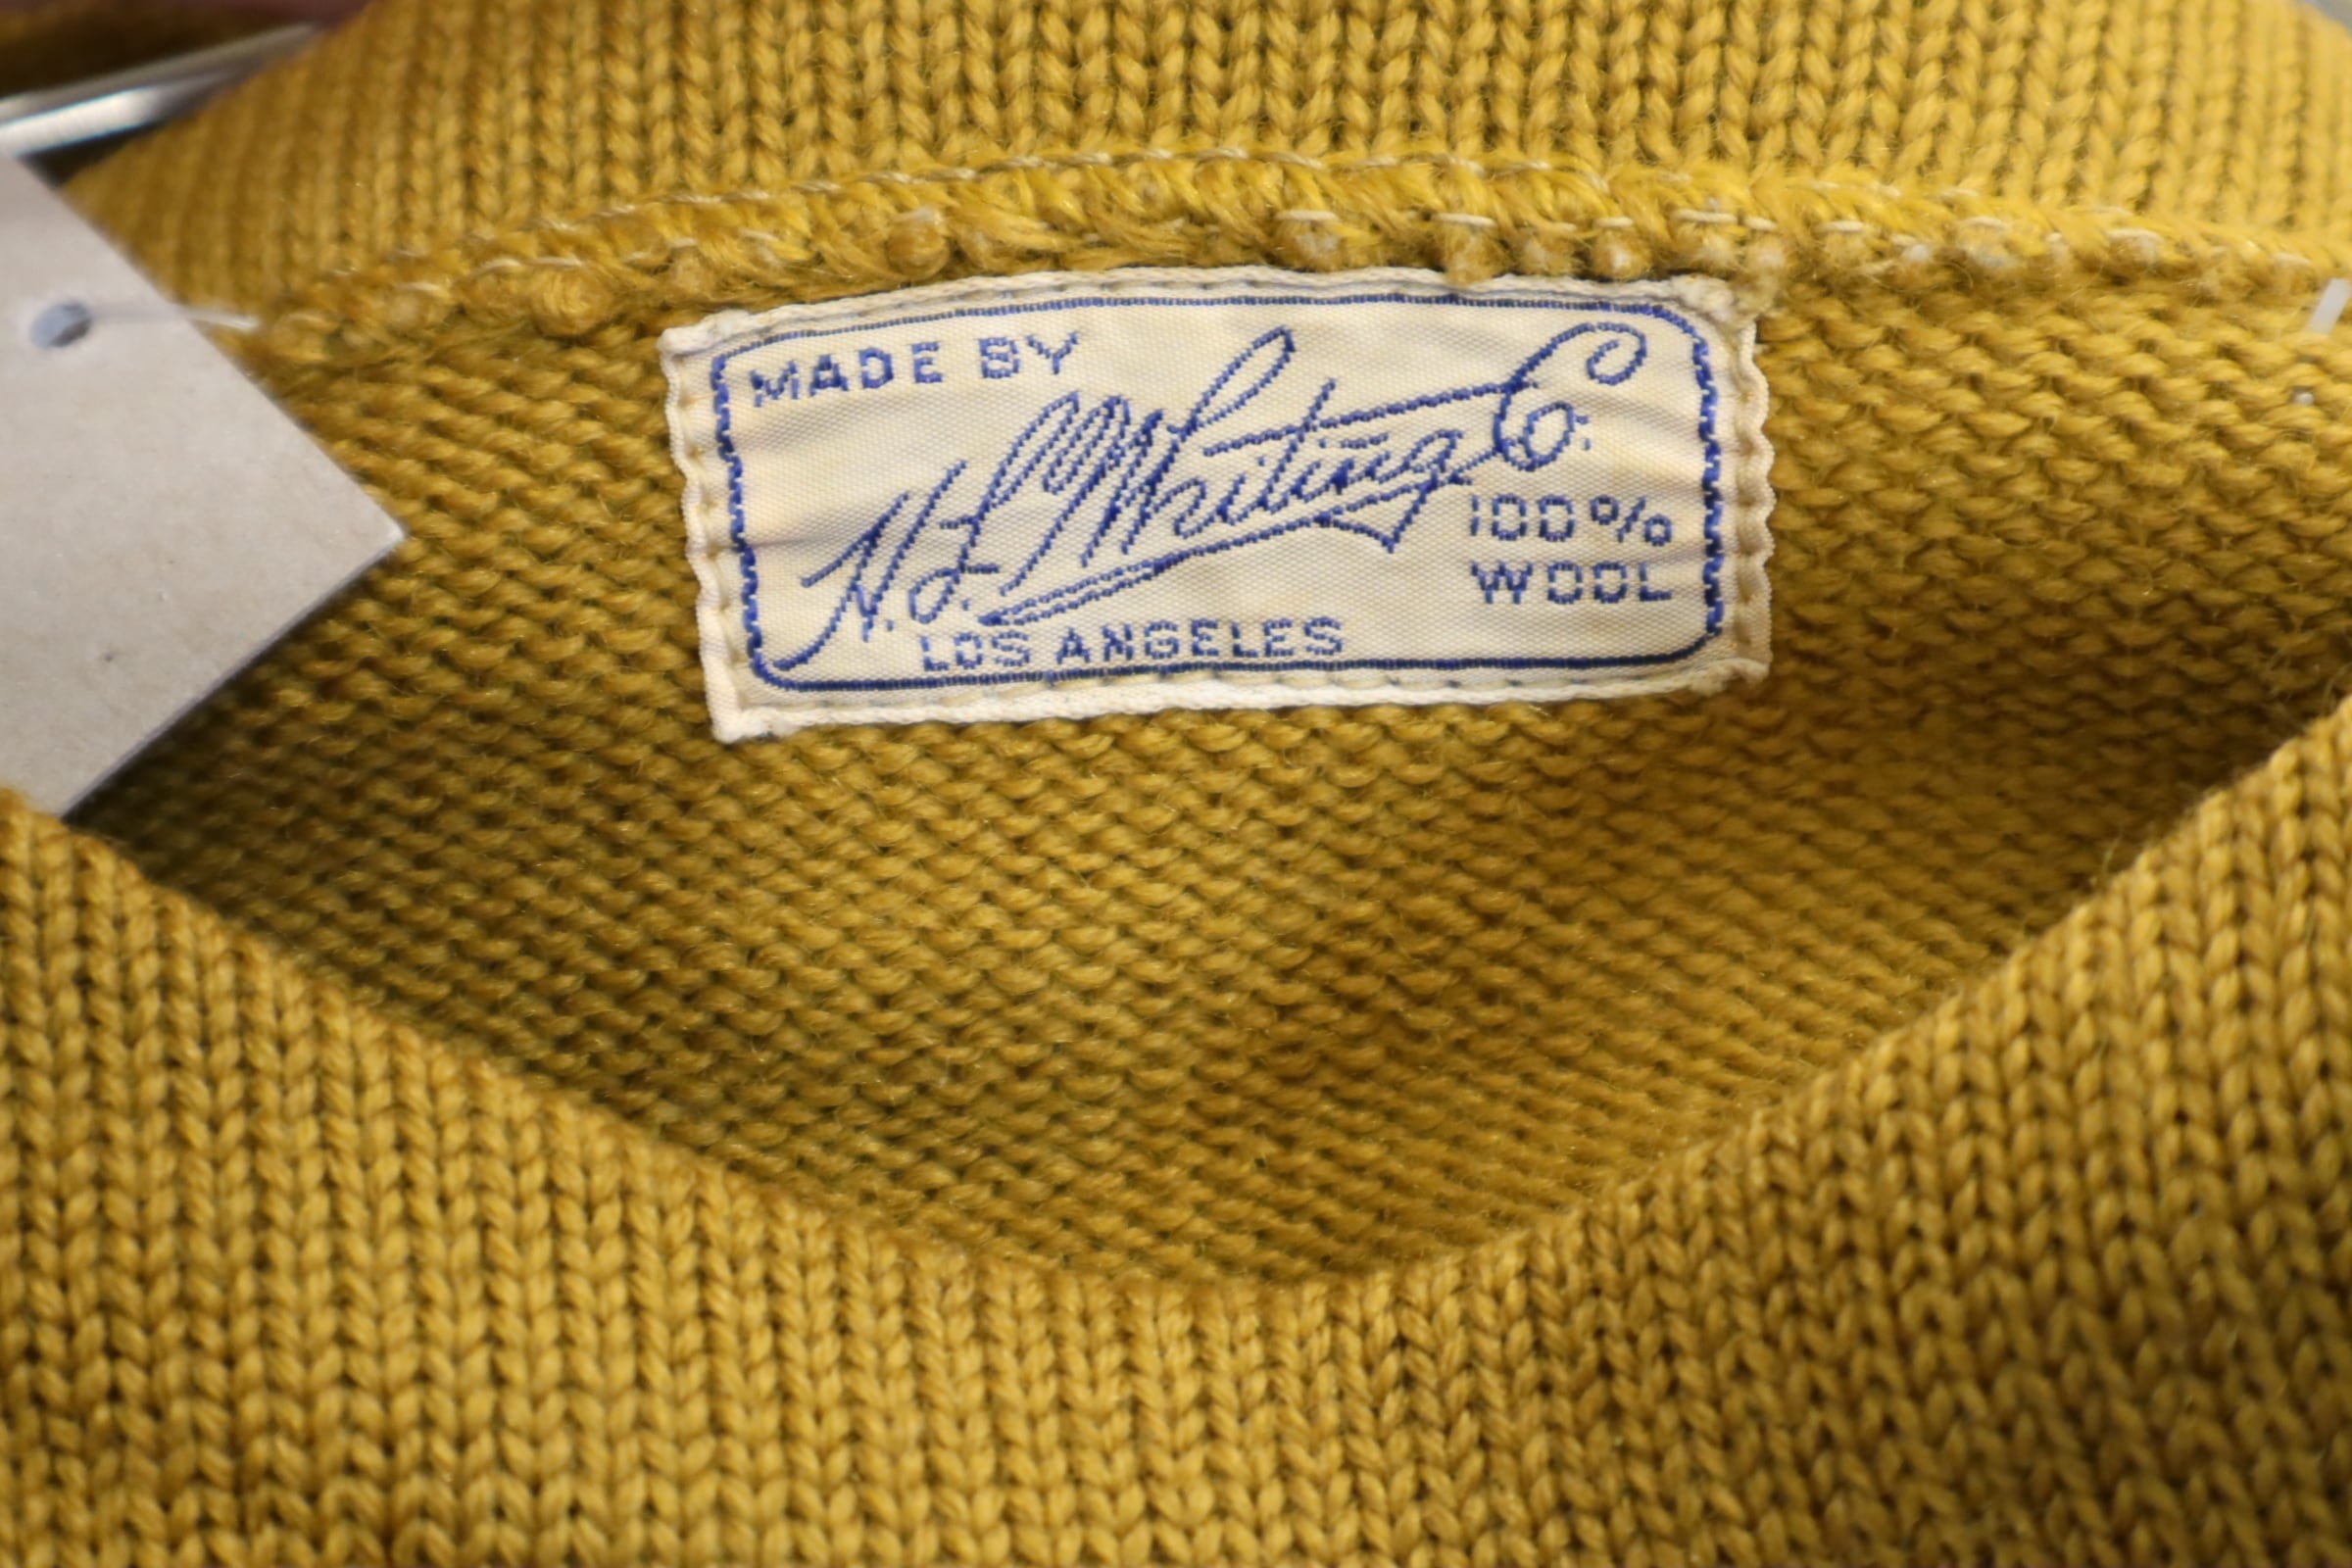 MADE BY
H. L. Whiting Co.
100%
WOOL
LOS ANGELES